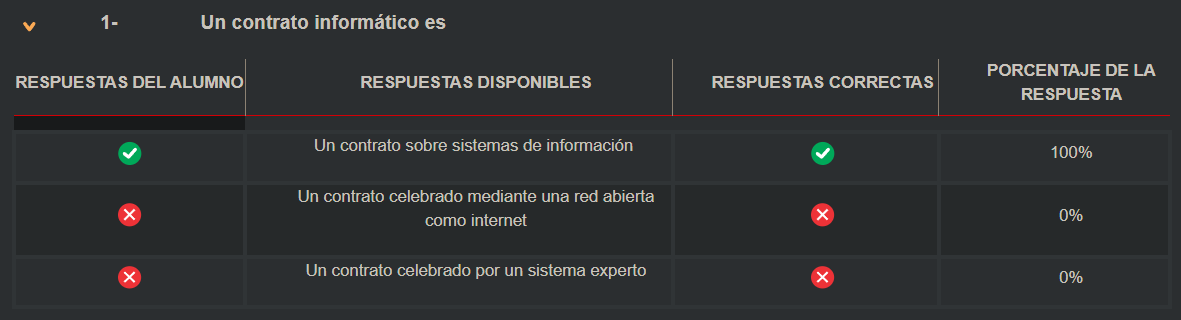 1- Un contrato informático es
RESPUESTAS DEL ALUMNO RESPUESTAS DISPONIBLES RESPUESTAS CORRECTAS PORCENTAJE DE LA
RESPUESTA
Un contrato sobre sistemas de información 100%
Un contrato celebrado mediante una red abierta
como internet 0%
Un contrato celebrado por un sistema experto 0%